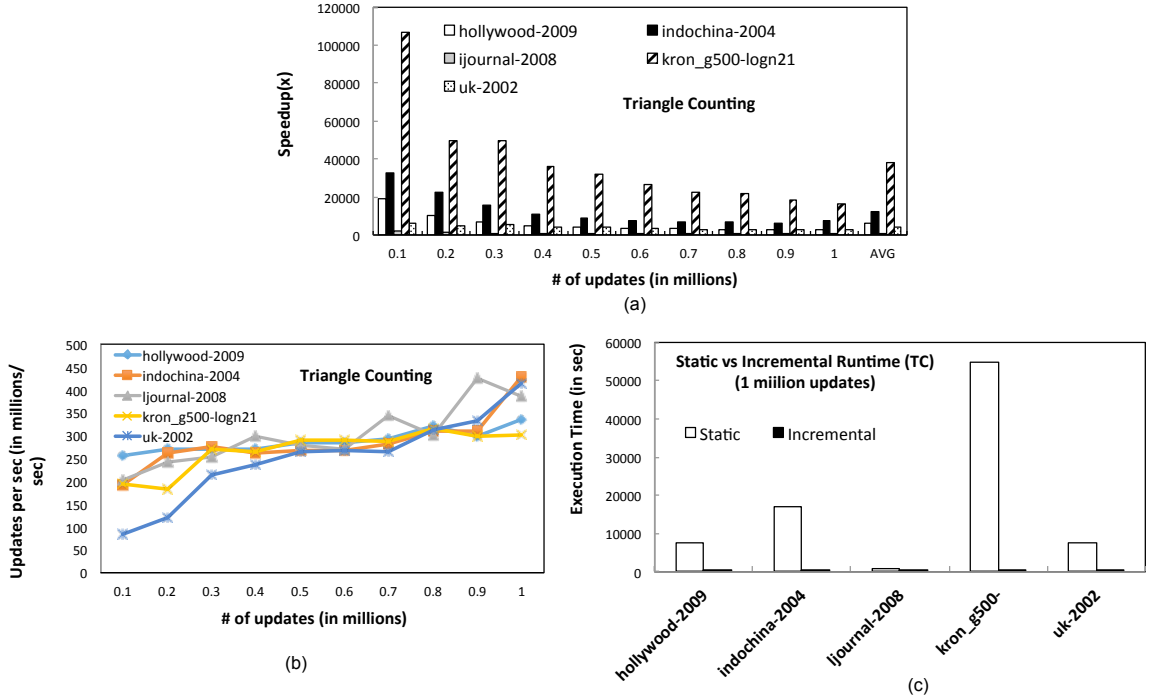 120000
100000
80000
60000
40000
20000
0
Speedup(x)
hollywood-2009
indochina-2004
ijournal-2008
kron_g500-logn21
uk-2002
Triangle Counting
0.1 0.2 0.3 0.4 0.5 0.6 0.7 0.8 0.9 1 AVG
# of updates (in millions)
(a)
500
450
400
350
300
250
200
150
100
50
0
Updates per sec (in millions/
sec)
hollywood-2009
indochina-2004
Ljournal-2008
kron_g500-logn21
uk-2002
Triangle Counting
0.1 0.2 0.3 0.4 0.5 0.6 0.7 0.8 0.9 1
# of updates (in millions)
(b)
60000
50000
40000
30000
20000
10000
0
Execution Time (in sec)
Static vs Incremental Runtime (TC)
(1 miilion updates)
Static
Incremental
hollywood-2009
indochina-2004
Ljournal-2008
kron_g500-
uk-2002
(c)